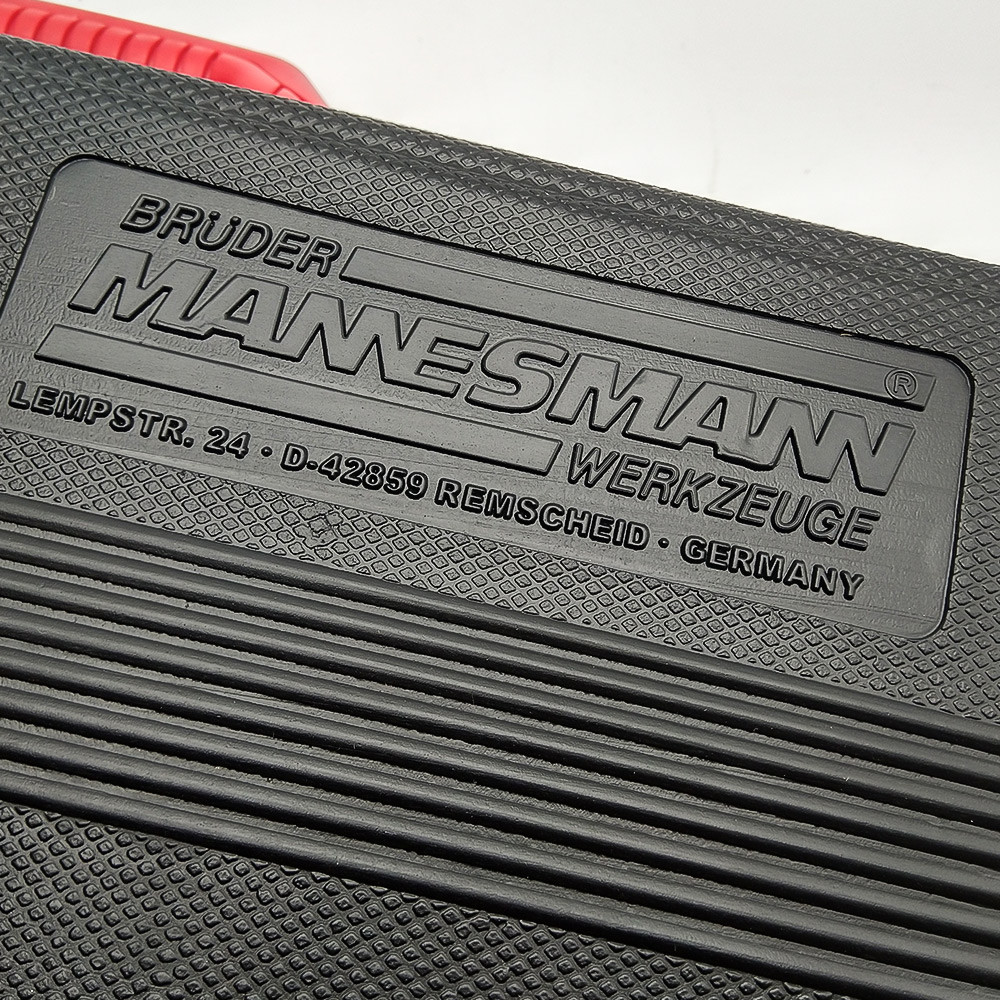 BRÜDER
MANNESMANN®
WERKZEUGE
LEMPSTR. 24 · D-42859 REMSCHEID · GERMANY